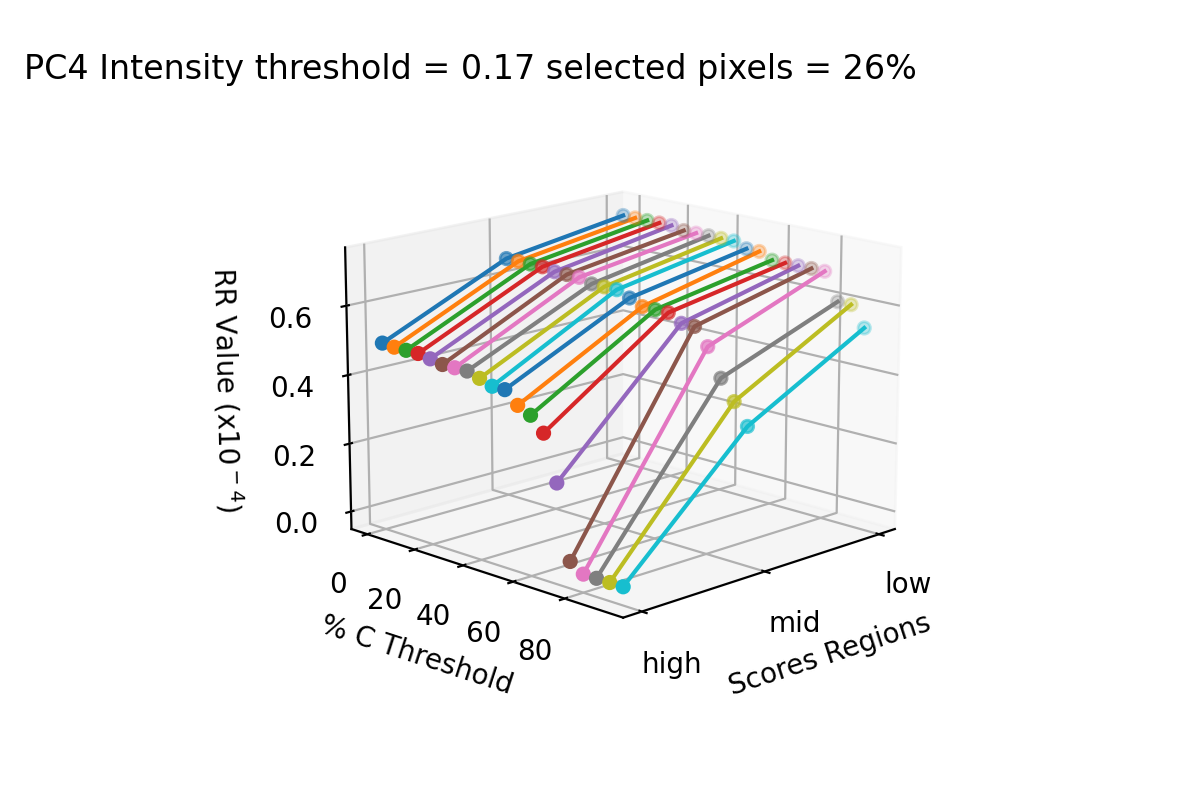 PC4 Intensity threshold = 0.17 selected pixels = 26%
RR Value (x10⁻⁴)
0.6
0.4
0.2
0.0
0
20
40
60
80
% C Threshold
high
mid
low
Scores Regions